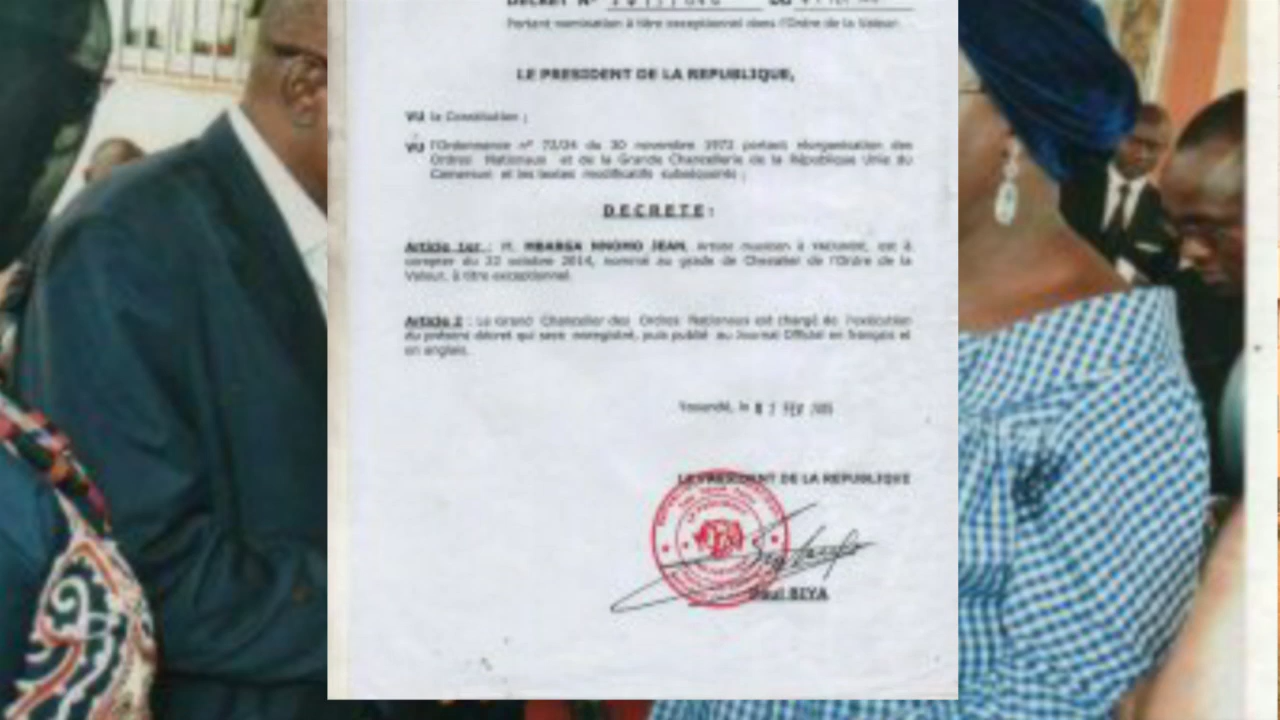 DECRET N°
Portant nomination à titre exceptionnel dans l'Ordre de la Valeur.
LE PRESIDENT DE LA REPUBLIQUE,
VU la Constitution ;
VU l'Ordonnance n° 72/24 du 30 novembre 1972 portant réorganisation des
Ordres Nationaux et de la Grande Chancellerie de la République Unie du
Cameroun et les textes modificatifs subséquents ;
DECRETE :
Article 1er : M. MBARGA NNOMO JEAN, Artiste musicien à YAOUNDE, est à
compter du 22 octobre 2014, nommé au grade de Chevalier de l'Ordre de la
Valeur, à titre exceptionnel.
Article 2 : Le Grand Chancelier des Ordres Nationaux est chargé de l'exécution
du présent décret qui sera enregistré, puis publié au Journal Officiel en français et
en anglais.
Yaoundé, le FEV
LE PRESIDENT DE LA REPUBLIQUE
Paul BIYA